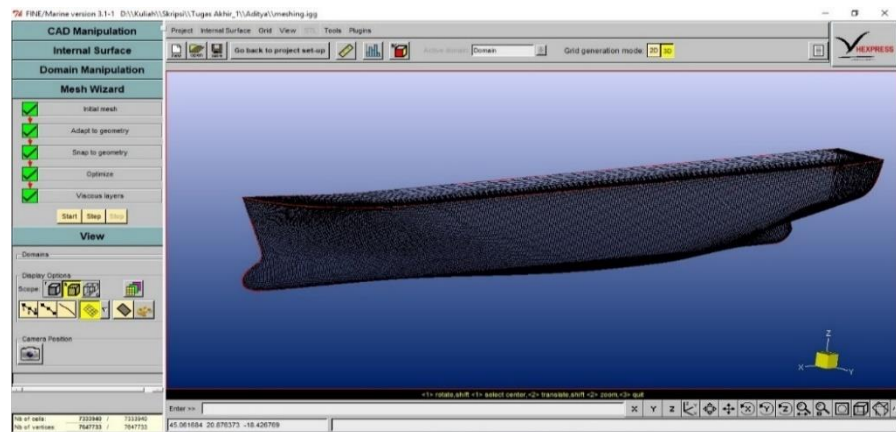 FINE/Marine version 3.1-1 D:\\Kuliah\\Skripsi\\Tugas Akhir_1\\Aditya\\meshing.igg
CAD Manipulation
Internal Surface
Domain Manipulation
Mesh Wizard
Initial mesh
Adapt to geometry
Snap to geometry
Optimize
Viscous layers
Start Step Stop
View
Domains
Display Options
Scope:
Camera Position
Nb of cells: 7333940 / 7333940
Nb of vertices: 7647733 / 7647733
Project Internal Surface Grid View Tools Plugins
Go back to project set-up
Active domain: Domain
Grid generation mode: 2D 3D
HEXPRESS
Z
X Y
<1> rotate,shift <1> select center,<2> translate,shift <2> zoom,<3> quit
Enter >>
X Y Z
45.061684 20.876373 -18.426769